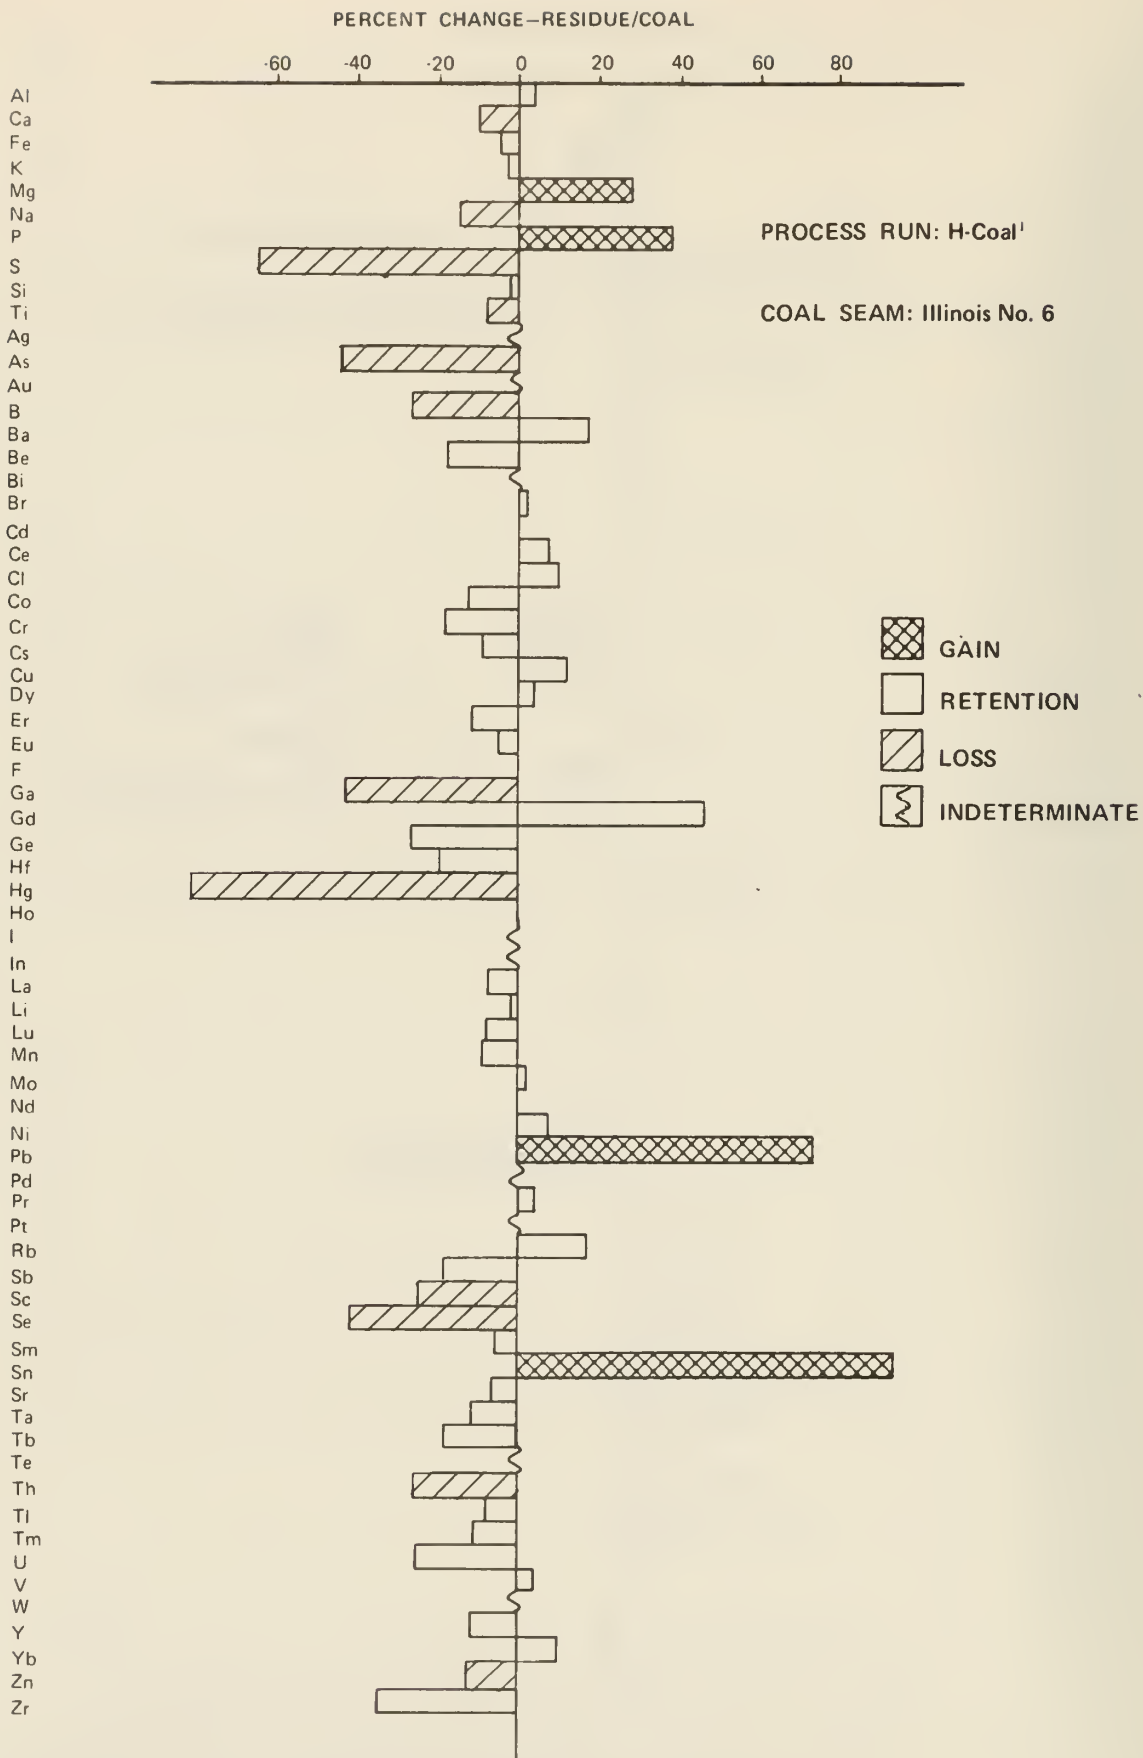 PERCENT CHANGE–RESIDUE/COAL
-60 -40 -20 0 20 40 60 80
Al
Ca
Fe
K
Mg
Na
P
PROCESS RUN: H-Coal¹
S
Si
Ti
COAL SEAM: Illinois No. 6
Ag
As
Au
B
Ba
Be
Bi
Br
Cd
Ce
Cl
Co
Cr
Cs
Cu
Dy
Er
Eu
F
Ga
Gd
Ge
Hf
Hg
Ho
I
In
La
Li
Lu
Mn
Mo
Nd
Ni
Pb
Pd
Pr
Pt
Rb
Sb
Sc
Se
Sm
Sn
Sr
Ta
Tb
Te
Th
Tl
Tm
U
V
W
Y
Yb
Zn
Zr
GAIN
RETENTION
LOSS
INDETERMINATE